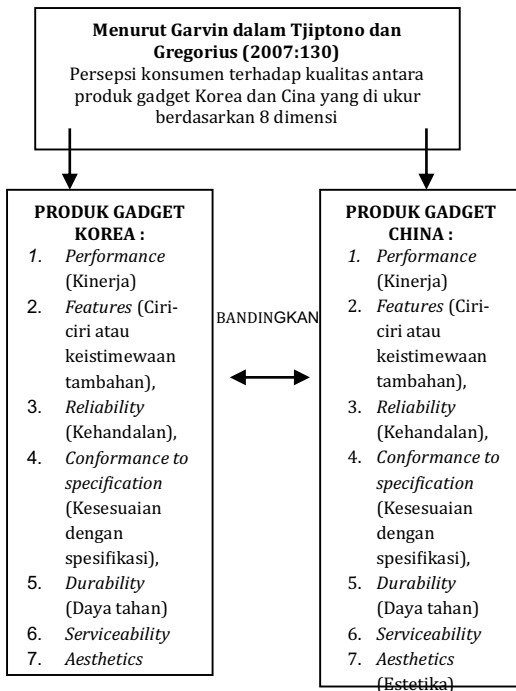 Menurut Garvin dalam Tjiptono dan
Gregorius (2007:130)
Persepsi konsumen terhadap kualitas antara
produk gadget Korea dan Cina yang di ukur
berdasarkan 8 dimensi
PRODUK GADGET
KOREA :
1. Performance
(Kinerja)
2. Features (Ciri-
ciri atau
keistimewaan
tambahan),
3. Reliability
(Kehandalan),
4. Conformance to
specification
(Kesesuaian
dengan
spesifikasi),
5. Durability
(Daya tahan)
6. Serviceability
7. Aesthetics
BANDINGKAN
PRODUK GADGET
CHINA :
1. Performance
(Kinerja)
2. Features (Ciri-
ciri atau
keistimewaan
tambahan),
3. Reliability
(Kehandalan),
4. Conformance to
specification
(Kesesuaian
dengan
spesifikasi),
5. Durability
(Daya tahan)
6. Serviceability
7. Aesthetics
(Estetika)